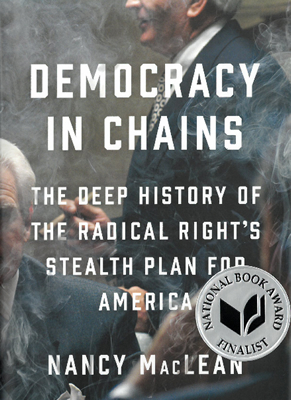 DEMOCRACY
IN CHAINS
THE DEEP HISTORY OF
THE RADICAL RIGHT'S
STEALTH PLAN FOR
AMERICA
NATIONAL BOOK AWARD
FINALIST
NANCY MACLEAN